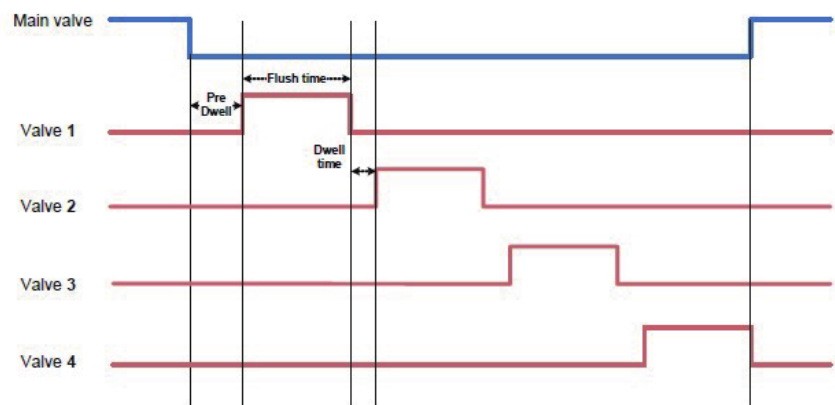 Main valve
Flush time
Pre
Dwell
Valve 1
Dwell
time
Valve 2
Valve 3
Valve 4